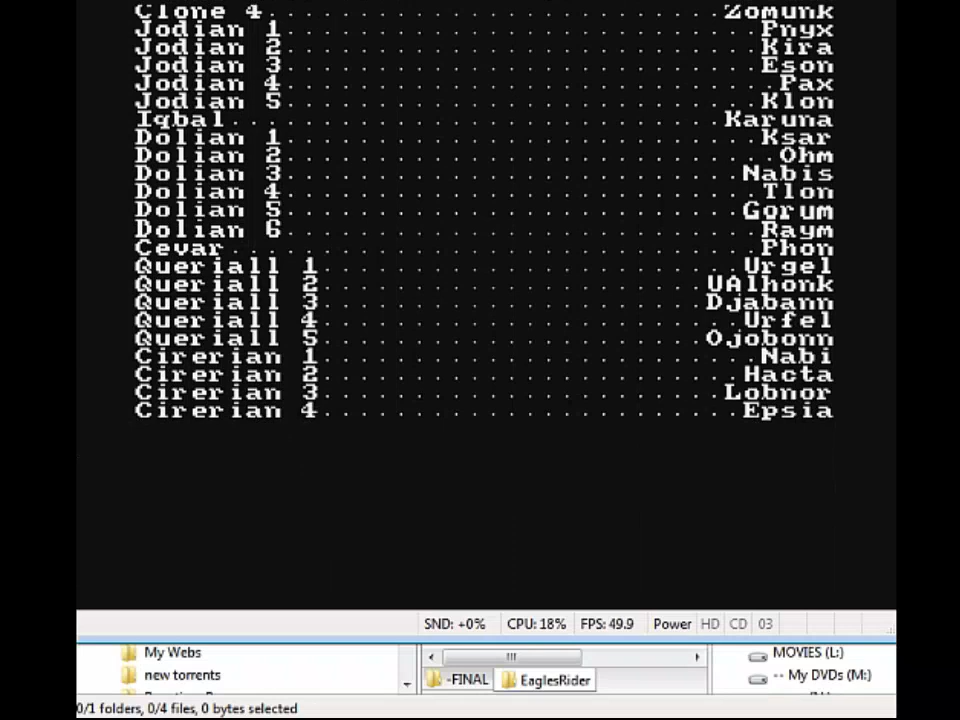 Clone 4. . . . . . . . . . . . . . . . . . . . . . . . . Zomunk
Jodian 1. . . . . . . . . . . . . . . . . . . . . . . . . . Pnyx
Jodian 2. . . . . . . . . . . . . . . . . . . . . . . . . . Kira
Jodian 3. . . . . . . . . . . . . . . . . . . . . . . . . . Eson
Jodian 4. . . . . . . . . . . . . . . . . . . . . . . . . . . Pax
Jodian 5. . . . . . . . . . . . . . . . . . . . . . . . . . Klon
Iqbal. . . . . . . . . . . . . . . . . . . . . . . . . . . Karuna
Dolian 1. . . . . . . . . . . . . . . . . . . . . . . . . . Ksar
Dolian 2. . . . . . . . . . . . . . . . . . . . . . . . . . . Ohm
Dolian 3. . . . . . . . . . . . . . . . . . . . . . . . . Nabis
Dolian 4. . . . . . . . . . . . . . . . . . . . . . . . . . Tlon
Dolian 5. . . . . . . . . . . . . . . . . . . . . . . . . Gorum
Dolian 6. . . . . . . . . . . . . . . . . . . . . . . . . . Raym
Cevar. . . . . . . . . . . . . . . . . . . . . . . . . . . . Phon
Queriall 1. . . . . . . . . . . . . . . . . . . . . . . Urgel
Queriall 2. . . . . . . . . . . . . . . . . . . . . UAlhonk
Queriall 3. . . . . . . . . . . . . . . . . . . . . Djabann
Queriall 4. . . . . . . . . . . . . . . . . . . . . . . Urfel
Queriall 5. . . . . . . . . . . . . . . . . . . . . Ojobonn
Cirerian 1. . . . . . . . . . . . . . . . . . . . . . . . Nabi
Cirerian 2. . . . . . . . . . . . . . . . . . . . . . . Hacta
Cirerian 3. . . . . . . . . . . . . . . . . . . . . . Lobnor
Cirerian 4. . . . . . . . . . . . . . . . . . . . . . . Epsia
SND: +0% CPU: 18% FPS: 49.9 Power HD CD 03
My Webs MOVIES (L:)
new torrents -FINAL EaglesRider -- My DVDs (M:)
0/1 folders, 0/4 files, 0 bytes selected